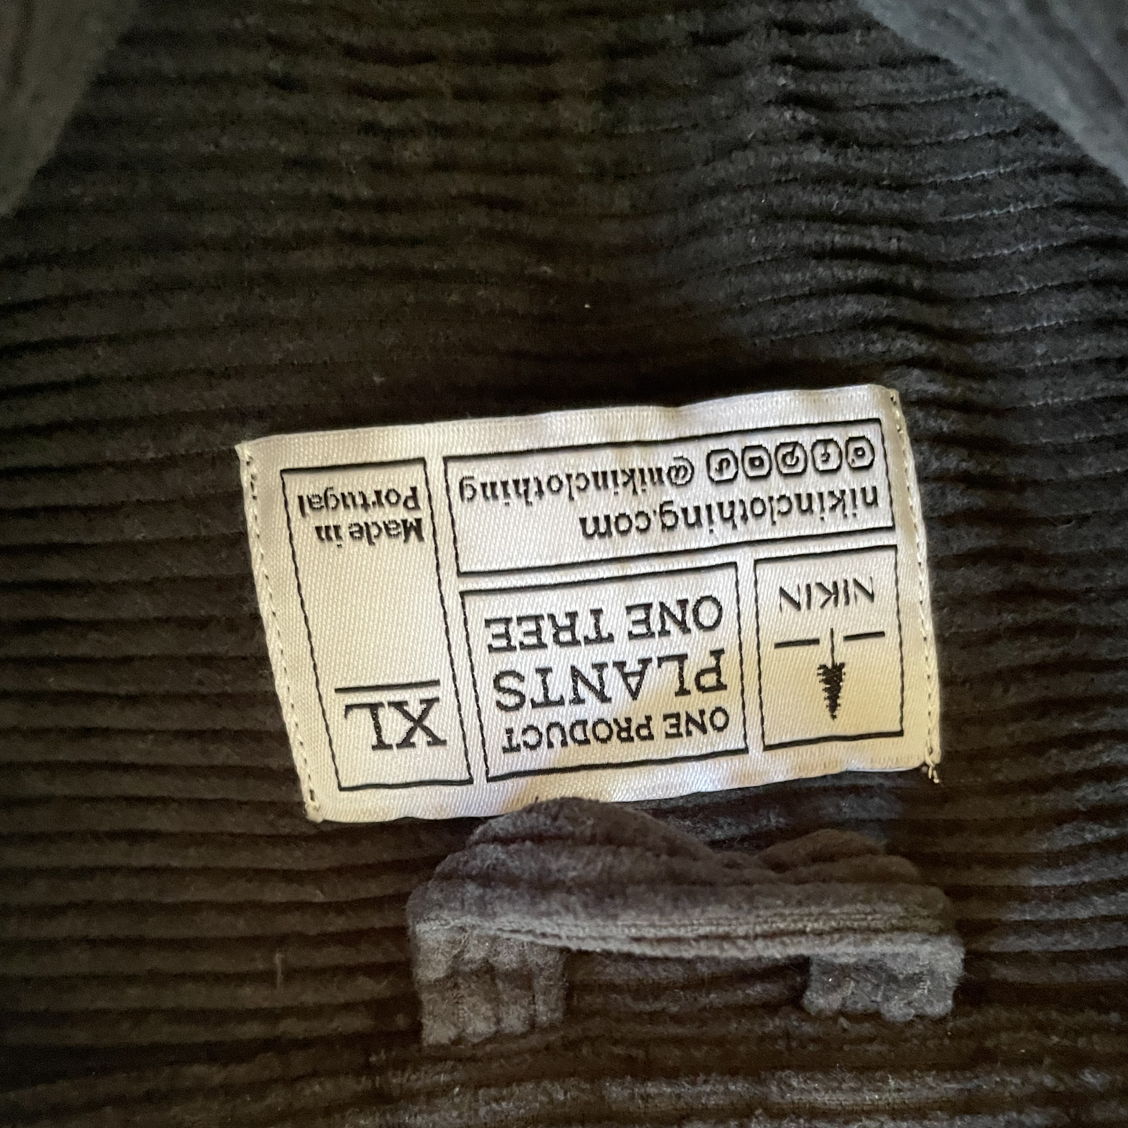 NIKIN
ONE PRODUCT
PLANTS
ONE TREE
XL
nikinclothing.com
@nikinclothing
Made in
Portugal